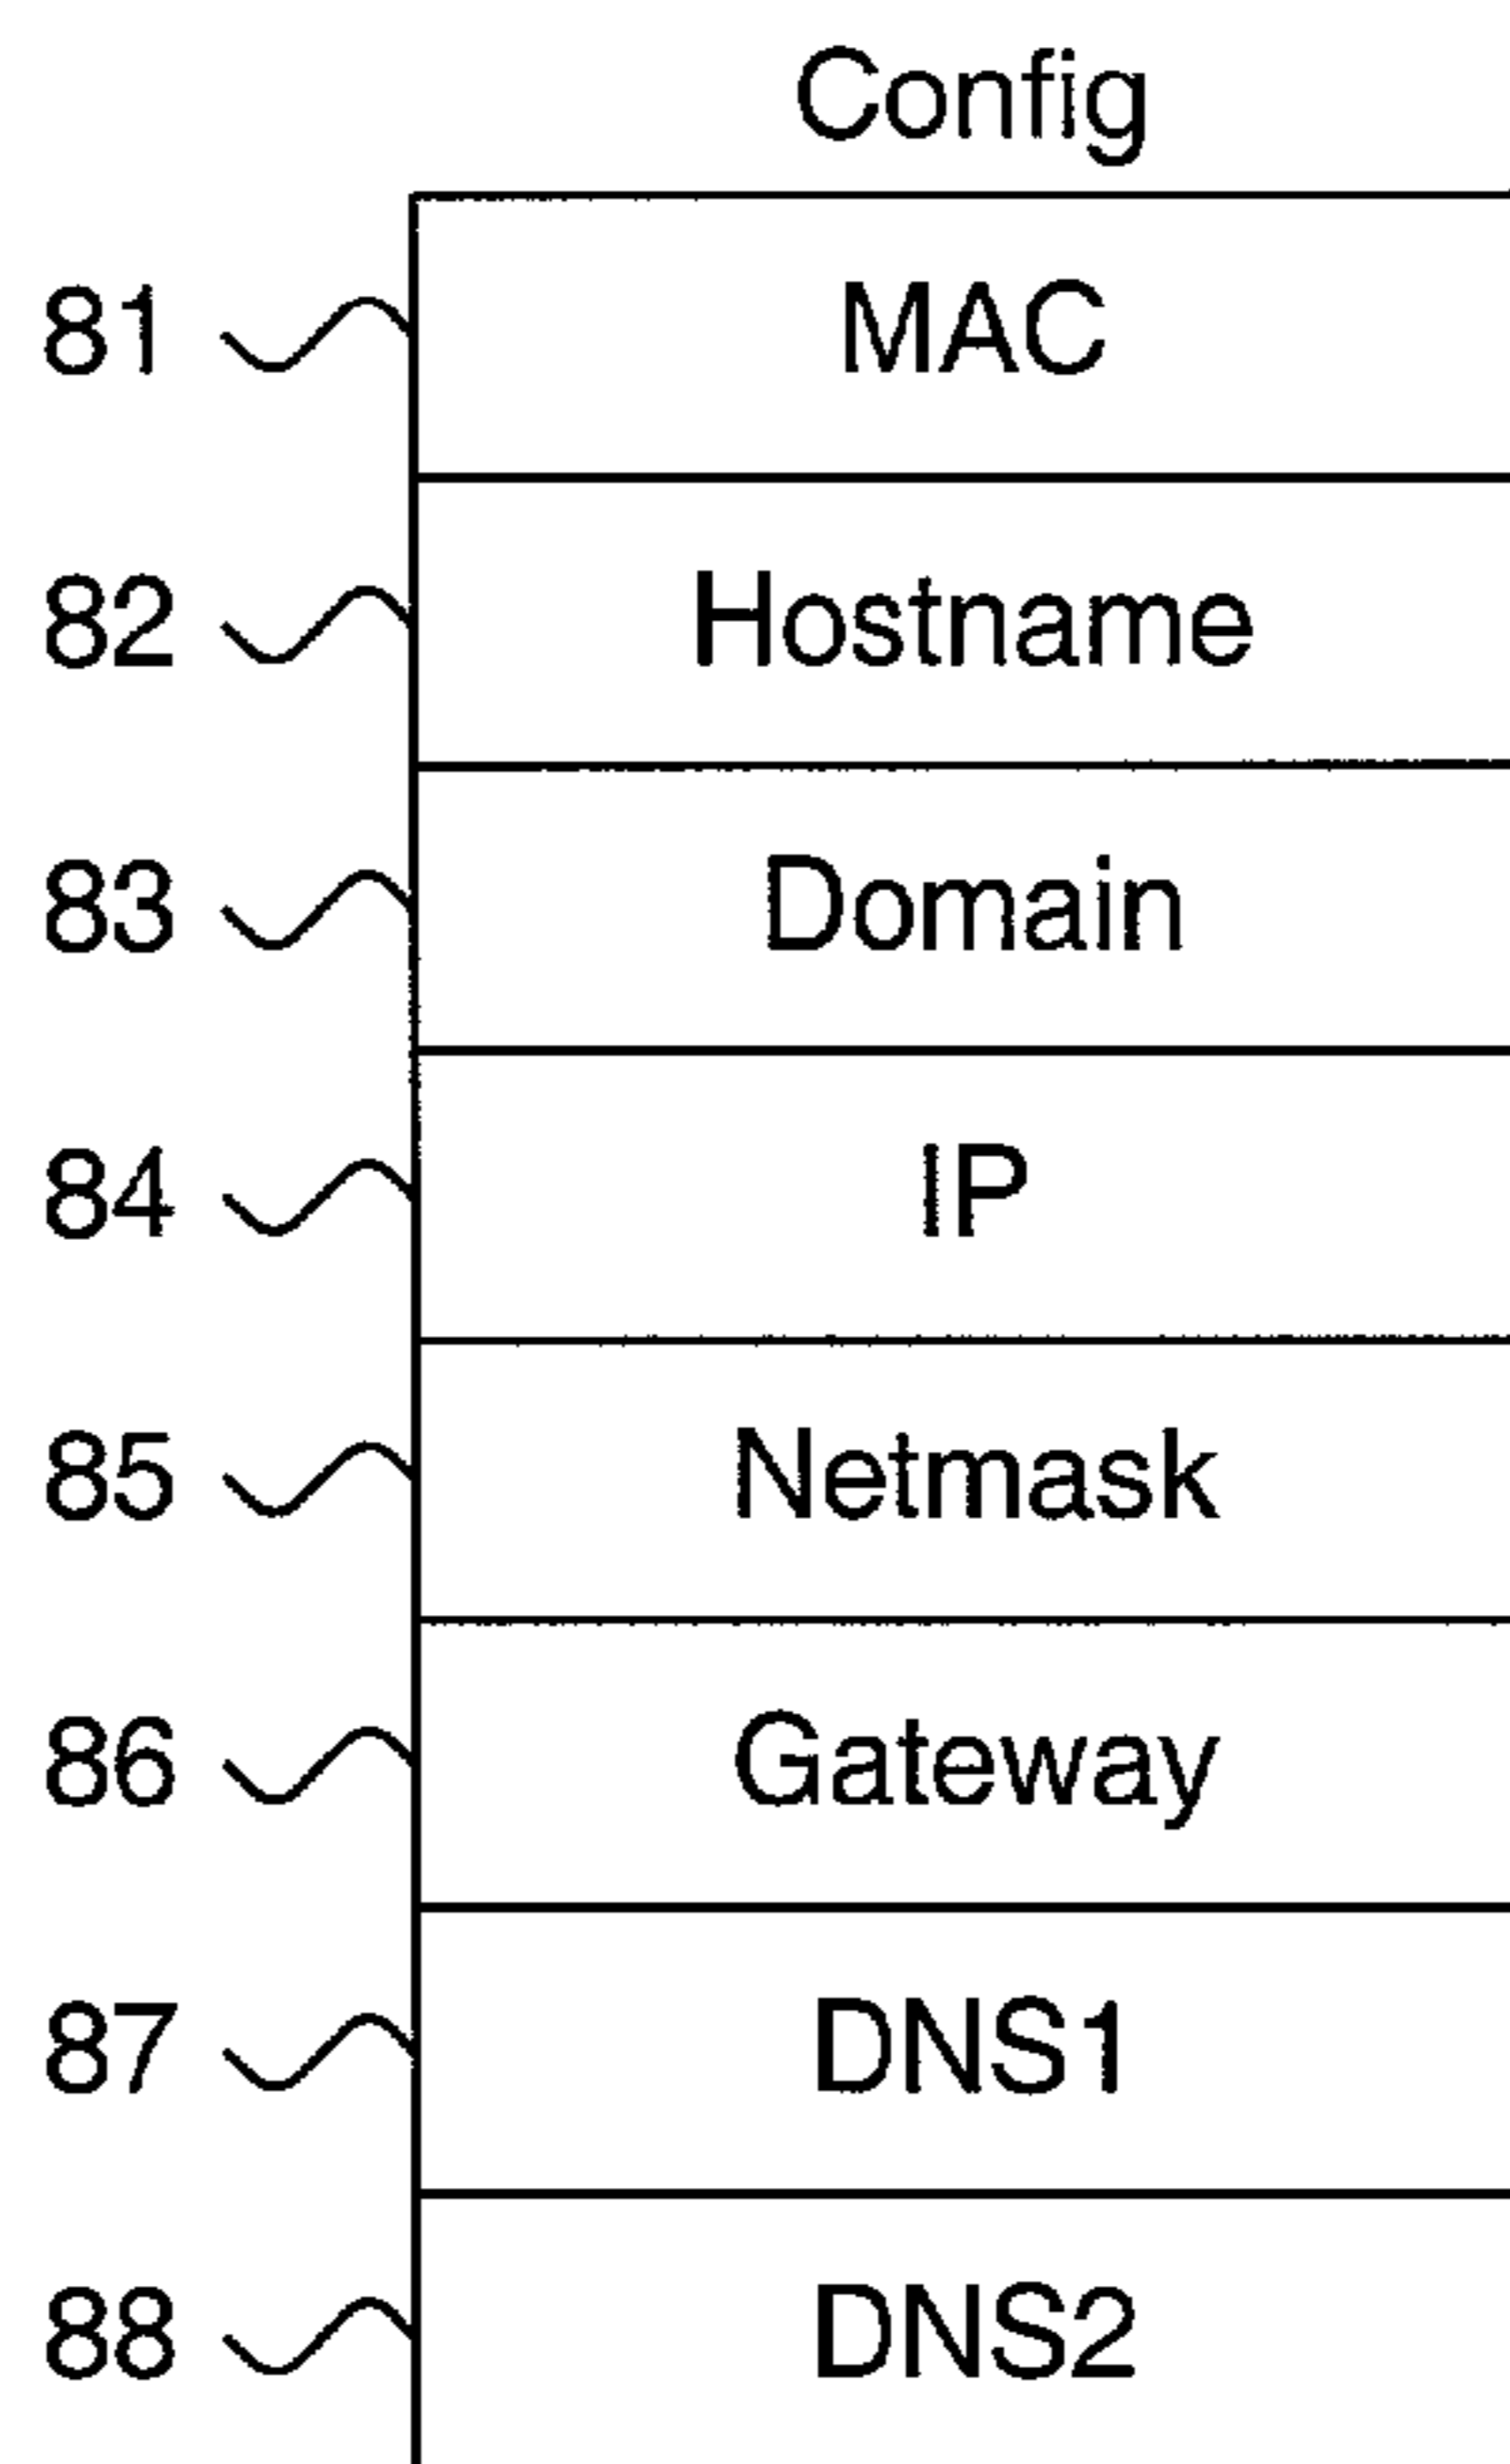 Config
81 MAC
82 Hostname
83 Domain
84 IP
85 Netmask
86 Gateway
87 DNS1
88 DNS2